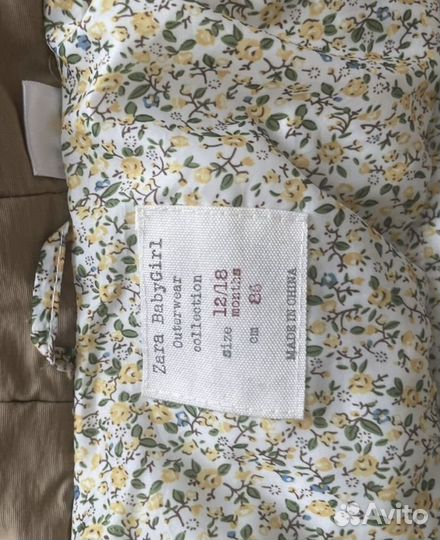 Zara BabyGirl
Outerwear
collection
size 12/18
months
cm 86
MADE IN CHINA
Avito